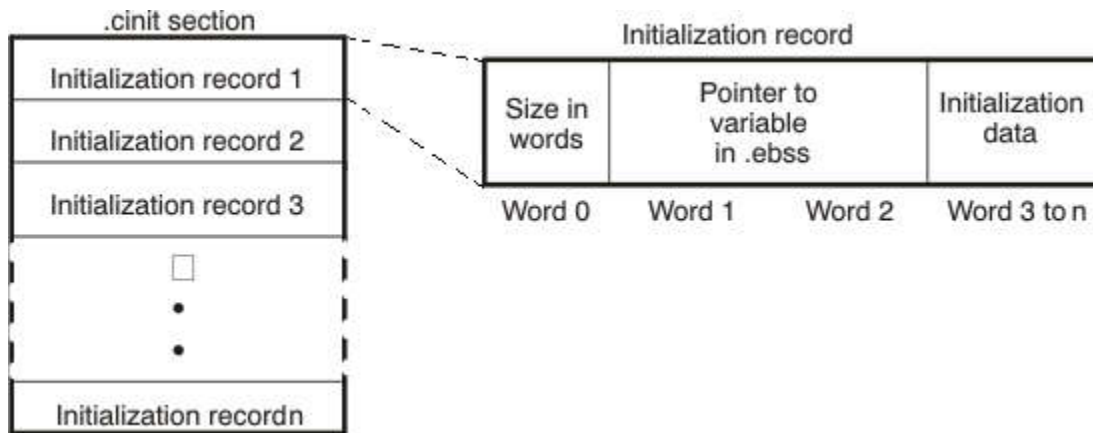 .cinit section
Initialization record 1
Initialization record 2
Initialization record 3
Initialization recordn
Initialization record
Size in
words
Pointer to
variable
in .ebss
Initialization
data
Word 0
Word 1
Word 2
Word 3 to n